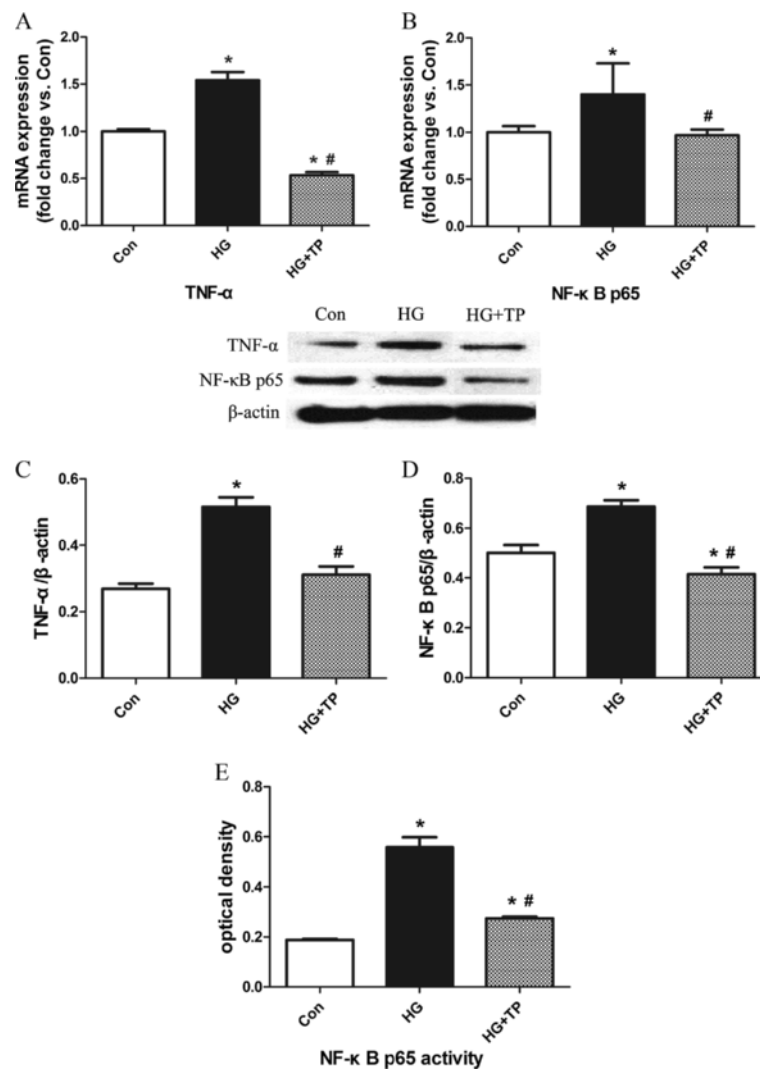 A
mRNA expression
(fold change vs. Con)
2.0
1.5
1.0
0.5
0.0
*
* #
Con
HG
HG+TP
TNF-α
B
mRNA expression
(fold change vs. Con)
2.0
1.5
1.0
0.5
0.0
*
#
Con
HG
HG+TP
NF-κ B p65
Con HG HG+TP
TNF-α
NF-κB p65
β-actin
C
TNF-α/β -actin
0.6
0.4
0.2
0.0
*
#
Con
HG
HG+TP
D
NF-κ B p65/β -actin
0.8
0.6
0.4
0.2
0.0
*
* #
Con
HG
HG+TP
E
optical density
0.8
0.6
0.4
0.2
0.0
*
* #
Con
HG
HG+TP
NF-κ B p65 activity